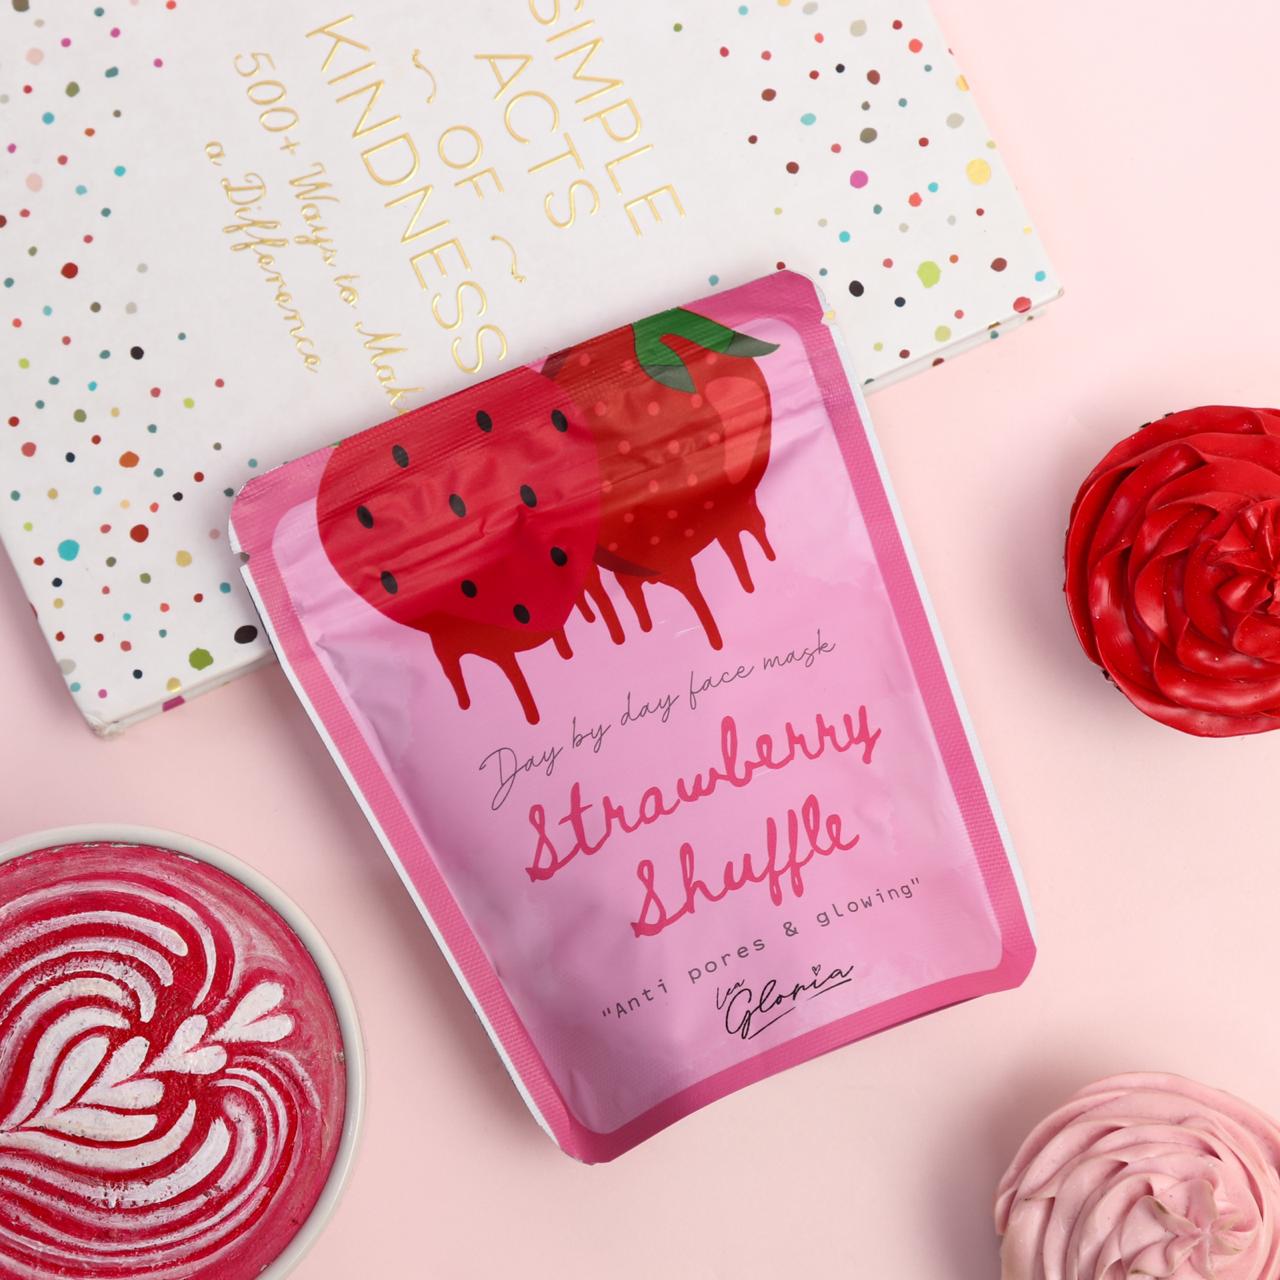 SIMPLE
ACTS
OF
KINDNESS
500+ Ways to Make
a Difference
Day by day face mask
Strawberry
Shuffle
"Anti pores & glowing"
Lea
Gloria